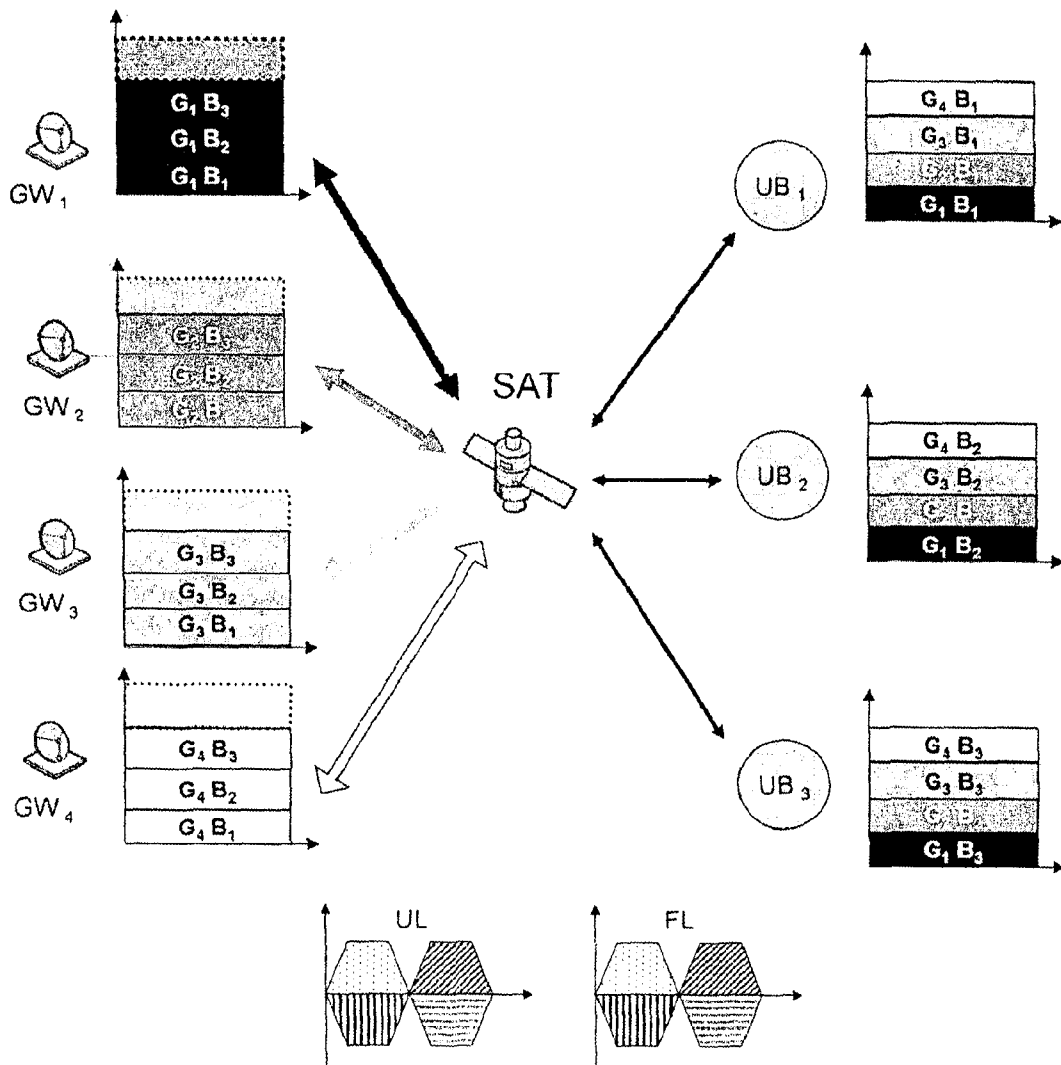 G₁ B₃
G₁ B₂
G₁ B₁
GW₁
GW₂
G₃ B₃
G₃ B₂
G₃ B₁
GW₃
G₄ B₃
G₄ B₂
G₄ B₁
GW₄
SAT
UB₁
G₄ B₁
G₃ B₁
G₁ B₁
UB₂
G₄ B₂
G₃ B₂
G₁ B₂
UB₃
G₄ B₃
G₃ B₃
G₁ B₃
UL
FL